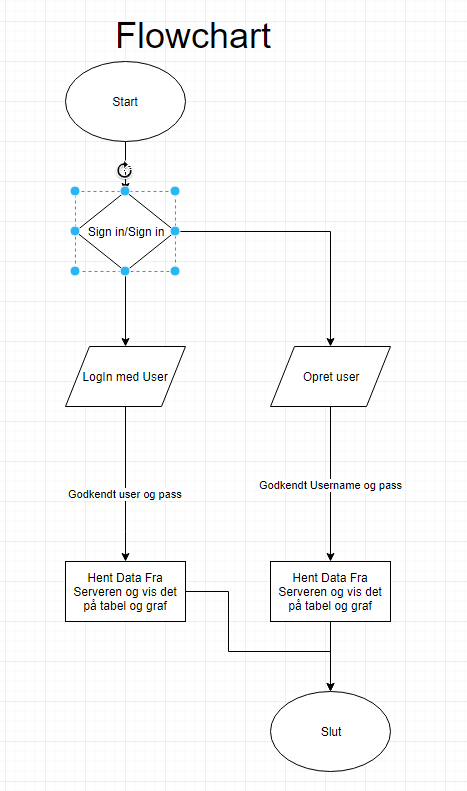 Flowchart
Start
Sign in/Sign in
LogIn med User
Opret user
Godkendt user og pass
Godkendt Username og pass
Hent Data Fra
Serveren og vis det
på tabel og graf
Hent Data Fra
Serveren og vis det
på tabel og graf
Slut